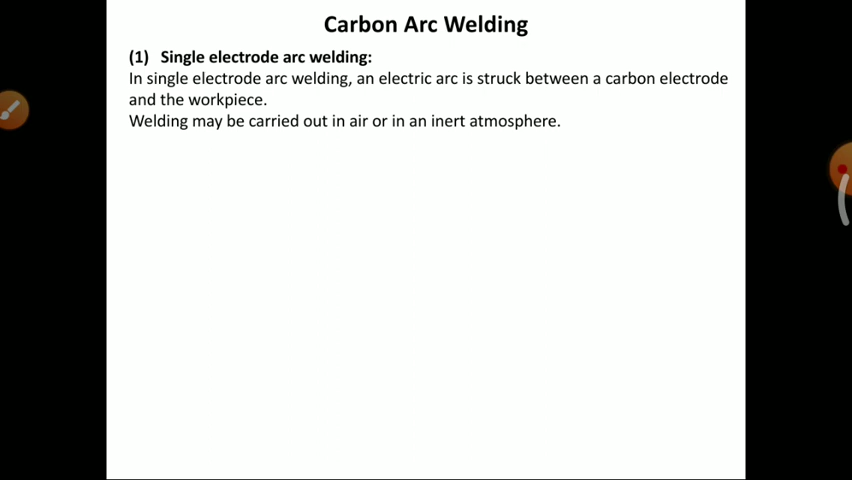 Carbon Arc Welding
(1) Single electrode arc welding:
In single electrode arc welding, an electric arc is struck between a carbon electrode
and the workpiece.
Welding may be carried out in air or in an inert atmosphere.